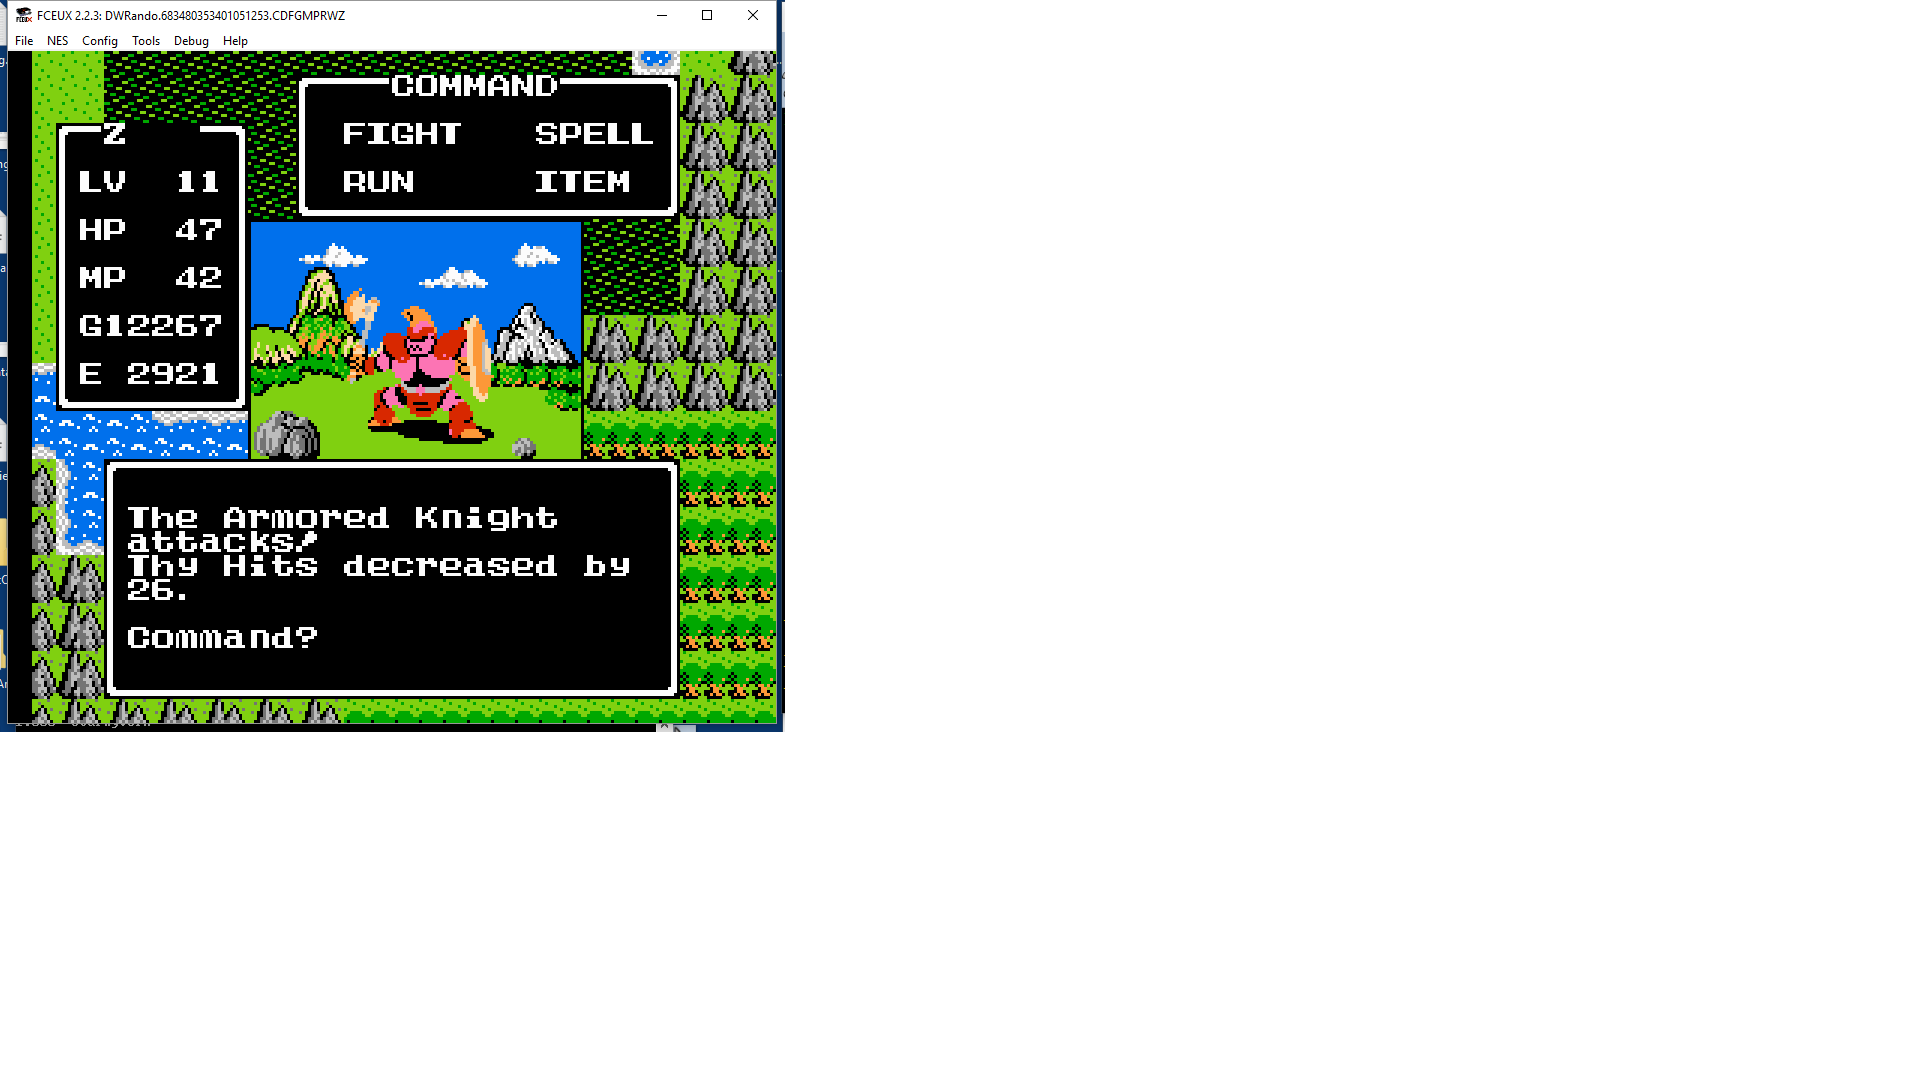 FCEUX 2.2.3: DWRando.683480353401051253.CDFGMPRWZ
File NES Config Tools Debug Help
COMMAND
FIGHT SPELL
RUN ITEM
Z
LV 11
HP 47
MP 42
G12267
E 2921
The Armored Knight
attacks!
Thy Hits decreased by
26.
Command?